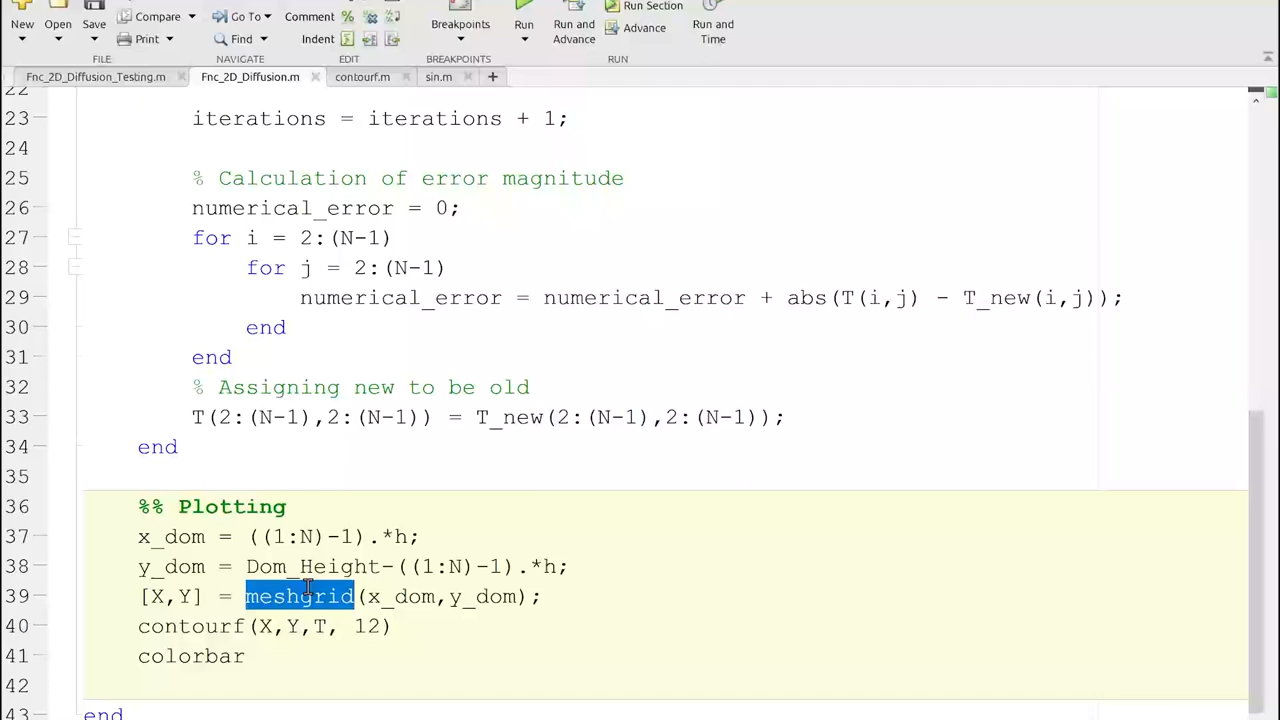 New Open Save Compare Print Go To Find Comment Indent Breakpoints Run Run and Advance Run Section Advance Run and Time
FILE NAVIGATE EDIT BREAKPOINTS RUN
Fnc_2D_Diffusion_Testing.m Fnc_2D_Diffusion.m contourf.m sin.m
22
23 iterations = iterations + 1;
24
25 % Calculation of error magnitude
26 numerical_error = 0;
27 for i = 2:(N-1)
28 for j = 2:(N-1)
29 numerical_error = numerical_error + abs(T(i,j) - T_new(i,j));
30 end
31 end
32 % Assigning new to be old
33 T(2:(N-1),2:(N-1)) = T_new(2:(N-1),2:(N-1));
34 end
35
36 %% Plotting
37 x_dom = ((1:N)-1).*h;
38 y_dom = Dom_Height-((1:N)-1).*h;
39 [X,Y] = meshgrid(x_dom,y_dom);
40 contourf(X,Y,T, 12)
41 colorbar
42
43 end